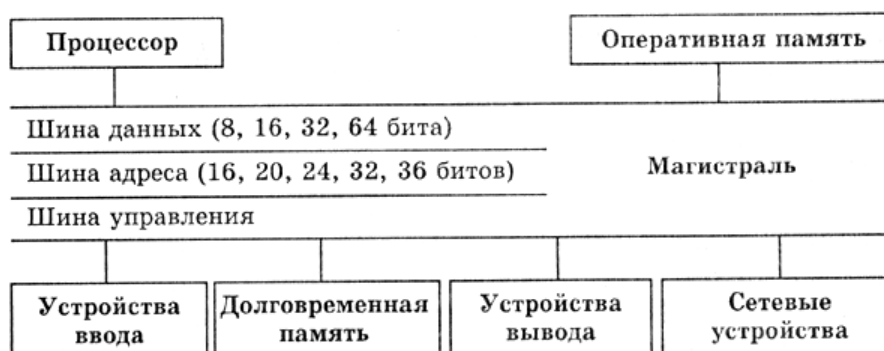 Процессор
Оперативная память
Шина данных (8, 16, 32, 64 бита)
Шина адреса (16, 20, 24, 32, 36 битов)
Магистраль
Шина управления
Устройства
ввода
Долговременная
память
Устройства
вывода
Сетевые
устройства